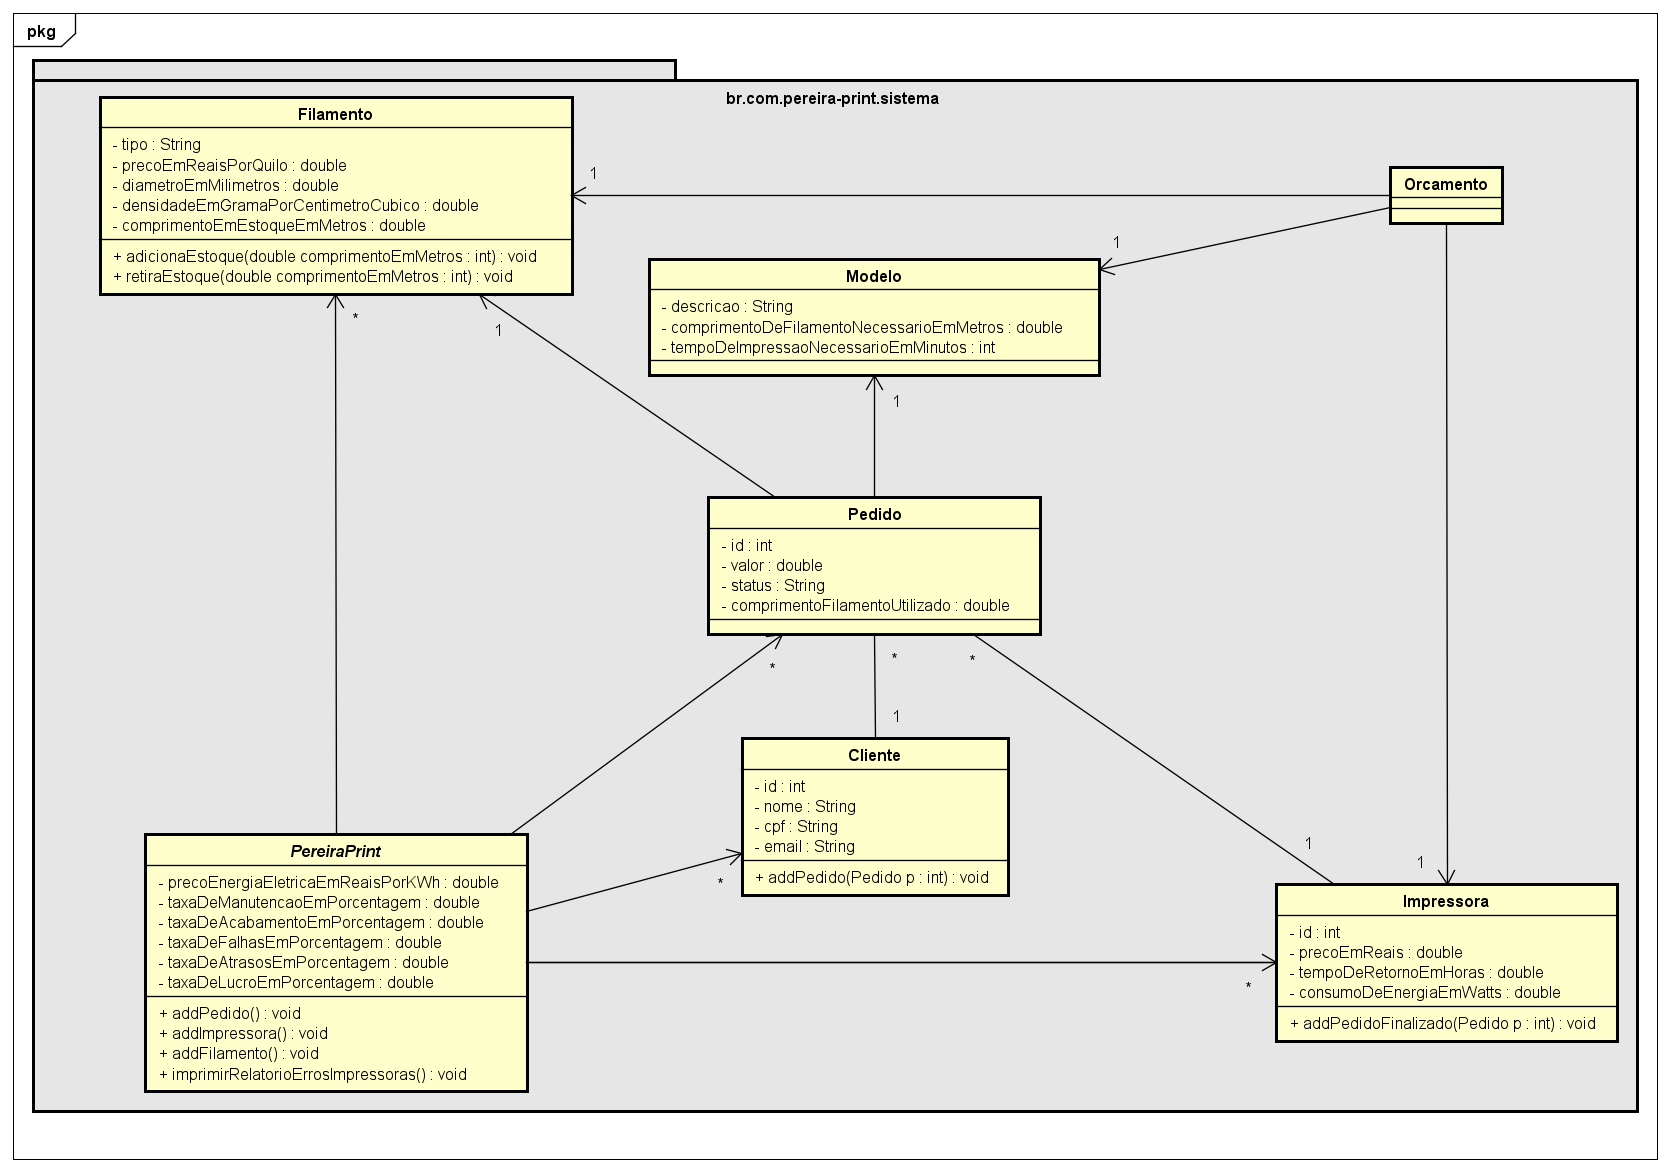 pkg
br.com.pereira-print.sistema
Filamento
- tipo : String
- precoEmReaisPorQuilo : double
- diametroEmMilimetros : double
- densidadeEmGramaPorCentimetroCubico : double
- comprimentoEmEstoqueEmMetros : double
+ adicionaEstoque(double comprimentoEmMetros : int) : void
+ retiraEstoque(double comprimentoEmMetros : int) : void
1
Orcamento
1
Modelo
- descricao : String
- comprimentoDeFilamentoNecessarioEmMetros : double
- tempoDeImpressaoNecessarioEmMinutos : int
*
1
1
Pedido
- id : int
- valor : double
- status : String
- comprimentoFilamentoUtilizado : double
*
*
*
1
Cliente
- id : int
- nome : String
- cpf : String
- email : String
+ addPedido(Pedido p : int) : void
*
PereiraPrint
- precoEnergiaEletricaEmReaisPorKWh : double
- taxaDeManutencaoEmPorcentagem : double
- taxaDeAcabamentoEmPorcentagem : double
- taxaDeFalhasEmPorcentagem : double
- taxaDeAtrasosEmPorcentagem : double
- taxaDeLucroEmPorcentagem : double
+ addPedido() : void
+ addImpressora() : void
+ addFilamento() : void
+ imprimirRelatorioErrosImpressoras() : void
1
1
*
Impressora
- id : int
- precoEmReais : double
- tempoDeRetornoEmHoras : double
- consumoDeEnergiaEmWatts : double
+ addPedidoFinalizado(Pedido p : int) : void